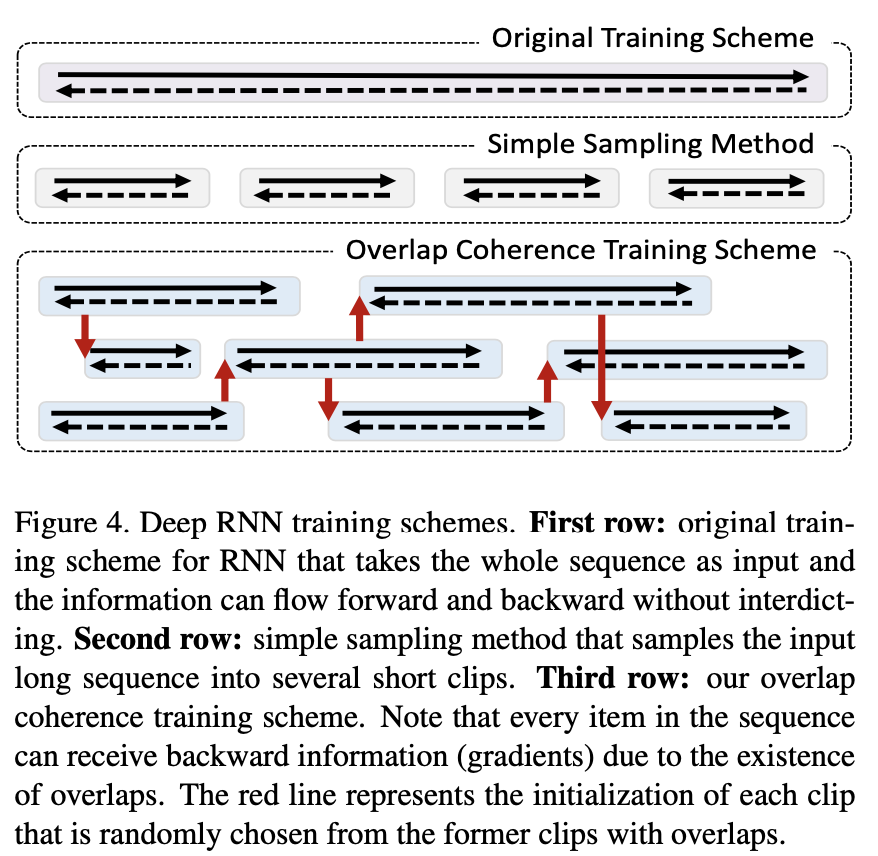 Original Training Scheme
Simple Sampling Method
Overlap Coherence Training Scheme
Figure 4. Deep RNN training schemes. First row: original train-
ing scheme for RNN that takes the whole sequence as input and
the information can flow forward and backward without interdict-
ing. Second row: simple sampling method that samples the input
long sequence into several short clips. Third row: our overlap
coherence training scheme. Note that every item in the sequence
can receive backward information (gradients) due to the existence
of overlaps. The red line represents the initialization of each clip
that is randomly chosen from the former clips with overlaps.